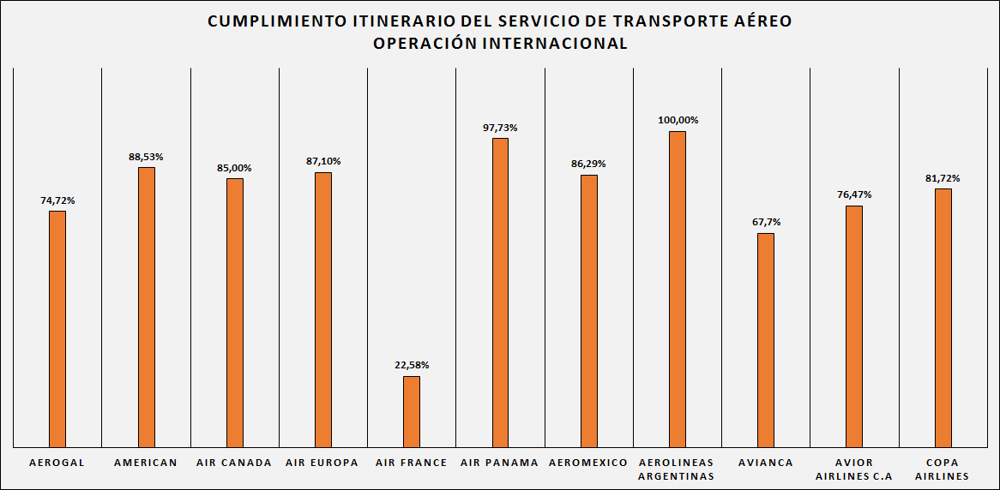 CUMPLIMIENTO ITINERARIO DEL SERVICIO DE TRANSPORTE AÉREO
OPERACIÓN INTERNACIONAL
74,72%
88,53%
85,00%
87,10%
22,58%
97,73%
86,29%
100,00%
67,7%
76,47%
81,72%
AEROGAL
AMERICAN
AIR CANADA
AIR EUROPA
AIR FRANCE
AIR PANAMA
AEROMEXICO
AEROLINEAS
ARGENTINAS
AVIANCA
AVIOR
AIRLINES C.A
COPA
AIRLINES